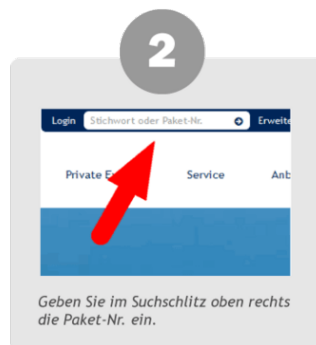 2
Login Stichwort oder Paket-Nr. Erweite
Private E Service Anb
Geben Sie im Suchschlitz oben rechts
die Paket-Nr. ein.